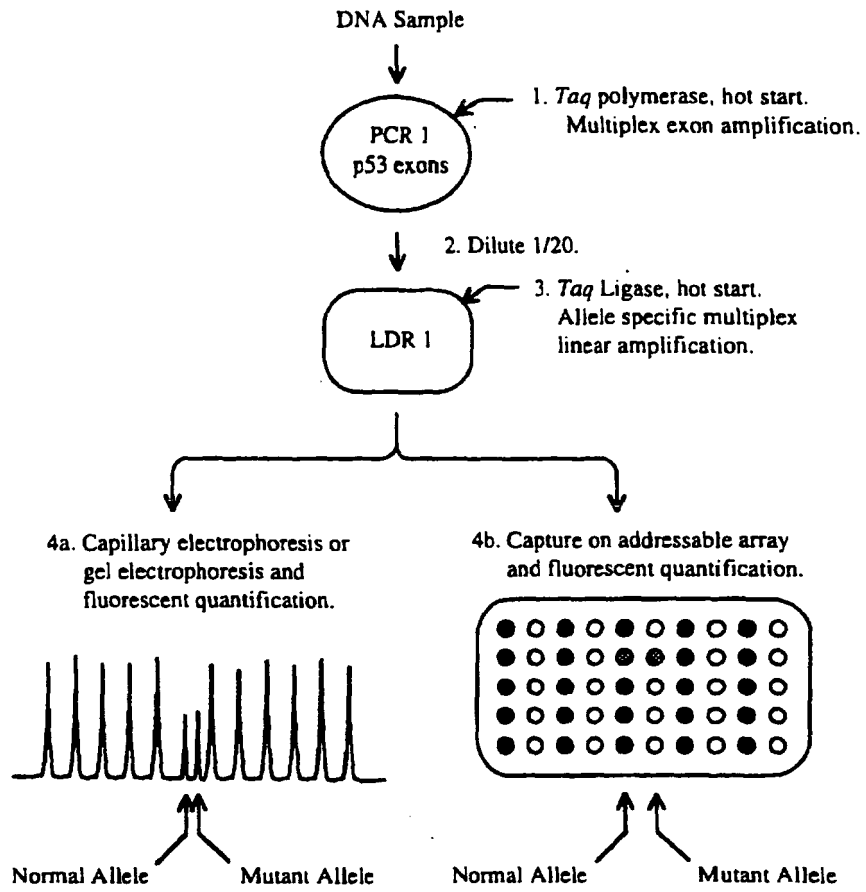 DNA Sample
1. Taq polymerase, hot start.
Multiplex exon amplification.
PCR 1
p53 exons
2. Dilute 1/20.
3. Taq Ligase, hot start.
Allele specific multiplex
linear amplification.
LDR 1
4a. Capillary electrophoresis or
gel electrophoresis and
fluorescent quantification.
4b. Capture on addressable array
and fluorescent quantification.
Normal Allele
Mutant Allele
Normal Allele
Mutant Allele